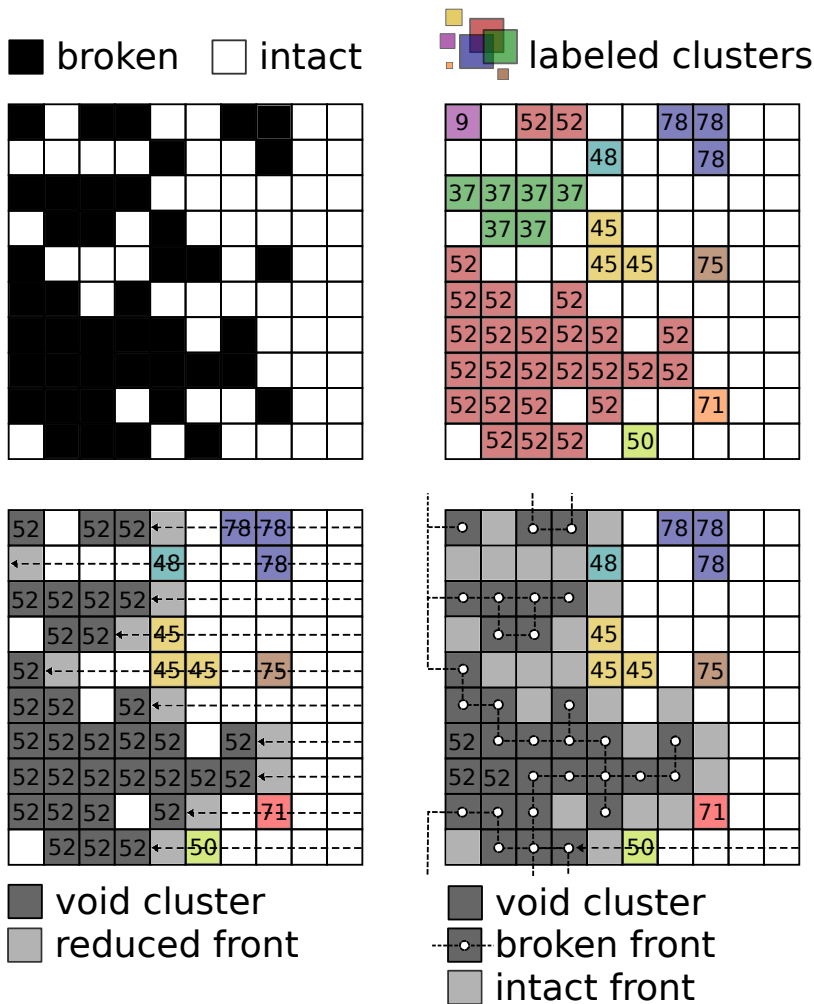 broken intact
labeled clusters
9 52 52 78 78
48 78
37 37 37 37
37 37 45
52 45 45 75
52 52 52
52 52 52 52 52 52
52 52 52 52 52 52 52
52 52 52 52 71
52 52 52 50
52 52 52 78 78
48 78
52 52 52 52
52 52 45
52 45 45 75
52 52 52
52 52 52 52 52 52
52 52 52 52 52 52 52
52 52 52 52 71
52 52 52 50
void cluster
reduced front
78 78
48 78
45
45 45 75
52
52 52
71
50
void cluster
broken front
intact front